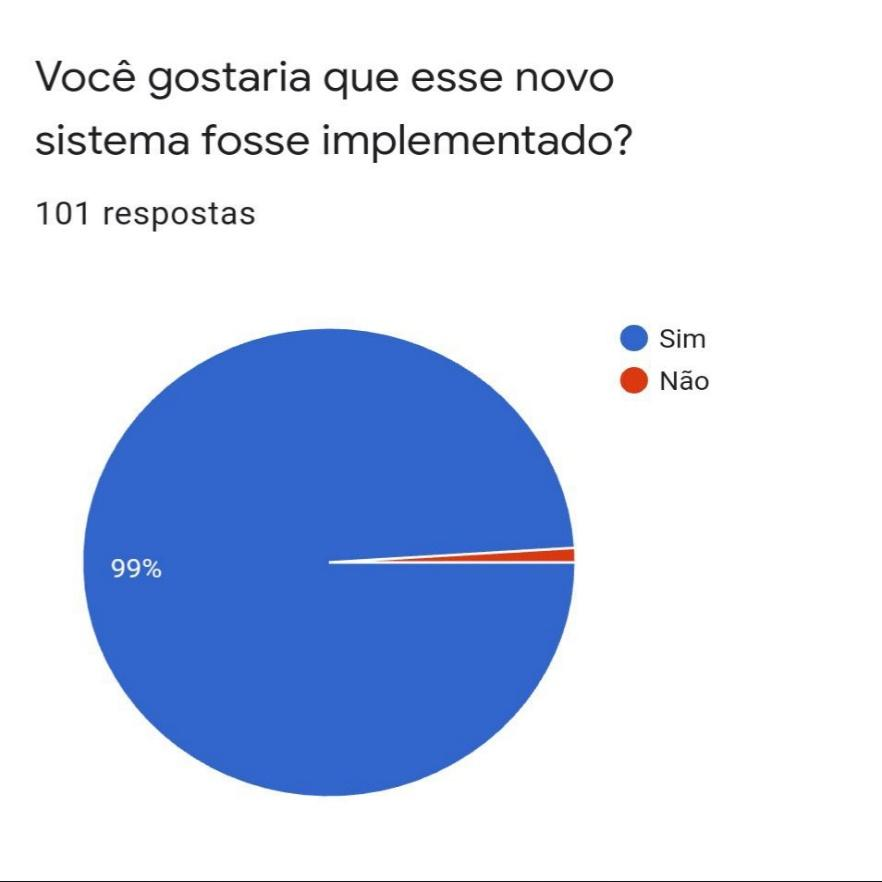 Você gostaria que esse novo
sistema fosse implementado?
101 respostas
Sim
Não
99%